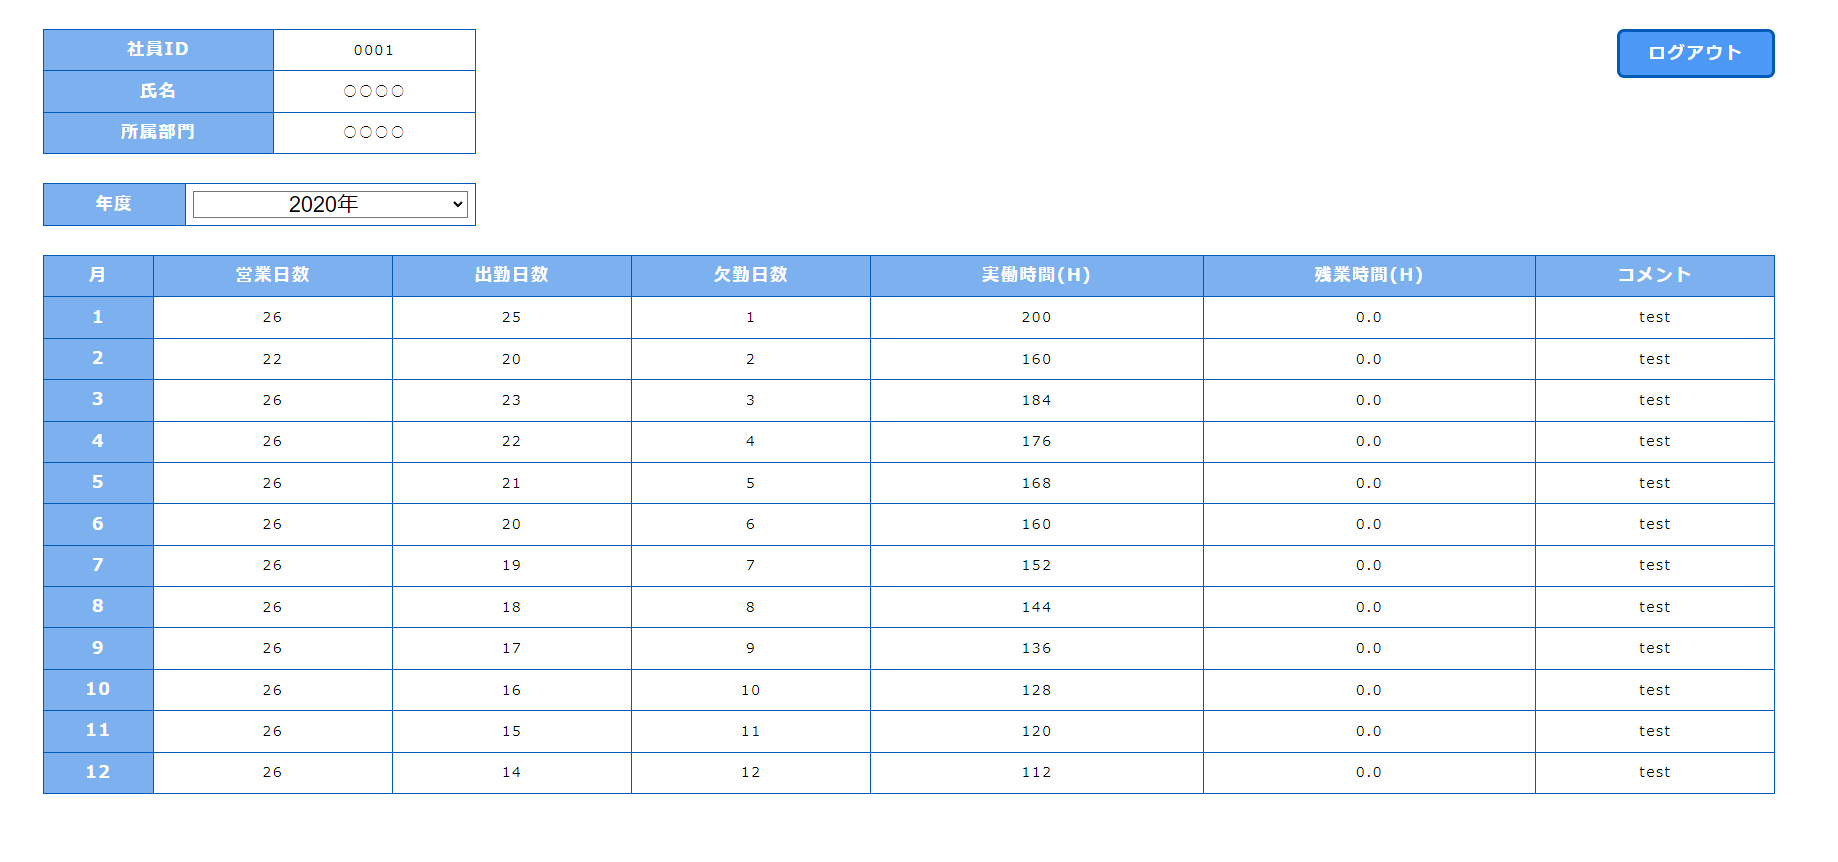 社員ID 0001 ログアウト
氏名 〇〇〇〇
所属部門 〇〇〇〇
年度 2020年
月 営業日数 出勤日数 欠勤日数 実働時間(H) 残業時間(H) コメント
1 26 25 1 200 0.0 test
2 22 20 2 160 0.0 test
3 26 23 3 184 0.0 test
4 26 22 4 176 0.0 test
5 26 21 5 168 0.0 test
6 26 20 6 160 0.0 test
7 26 19 7 152 0.0 test
8 26 18 8 144 0.0 test
9 26 17 9 136 0.0 test
10 26 16 10 128 0.0 test
11 26 15 11 120 0.0 test
12 26 14 12 112 0.0 test